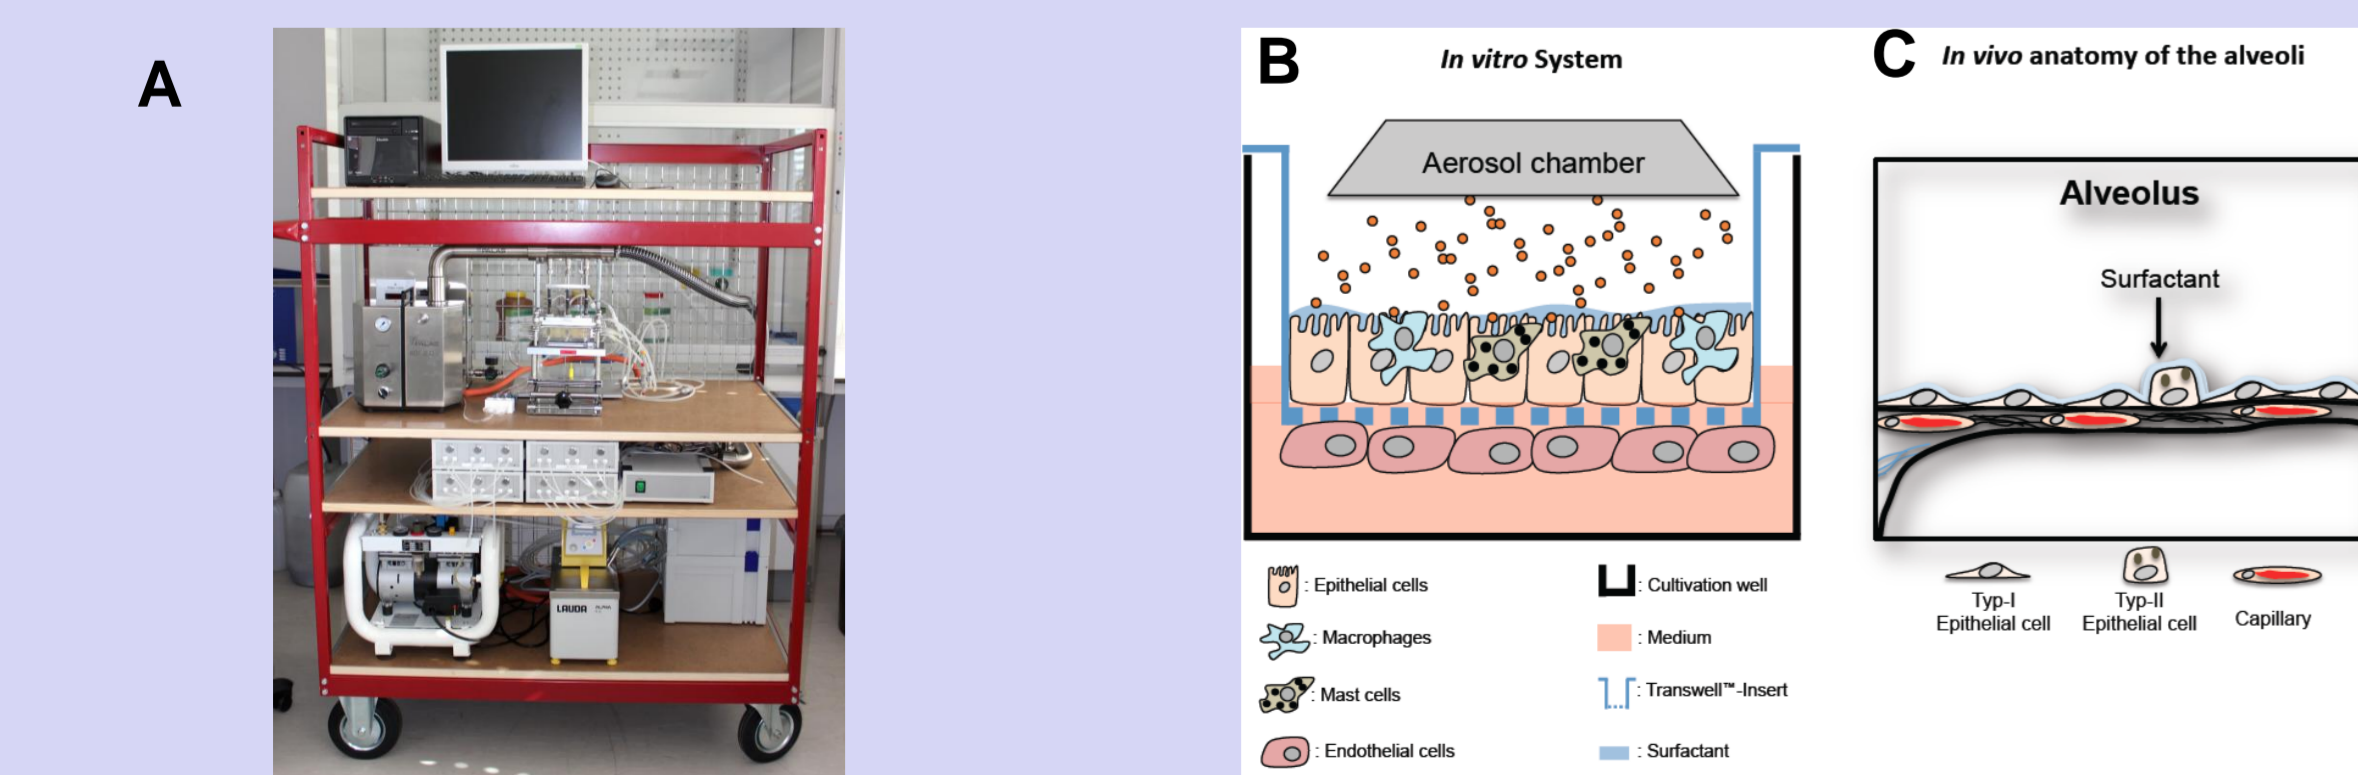 A
B
In vitro System
Aerosol chamber
: Epithelial cells
: Macrophages
: Mast cells
: Endothelial cells
: Cultivation well
: Medium
: Transwell™-Insert
: Surfactant
C
In vivo anatomy of the alveoli
Alveolus
Surfactant
Typ-I
Epithelial cell
Typ-II
Epithelial cell
Capillary
LAUDA